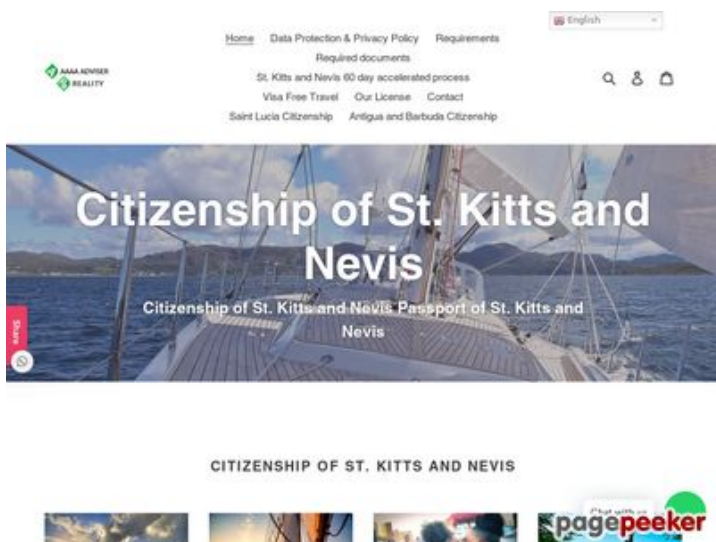 English
Home Data Protection & Privacy Policy Requirements
Required documents
St. Kitts and Nevis 60 day accelerated process
Visa Free Travel Our License Contact
Saint Lucia Citizenship Antigua and Barbuda Citizenship
AAAA ADVISER
REALITY
Citizenship of St. Kitts and
Nevis
Citizenship of St. Kitts and Nevis Passport of St. Kitts and
Nevis
Share
CITIZENSHIP OF ST. KITTS AND NEVIS
Chat with us
pagepeeker